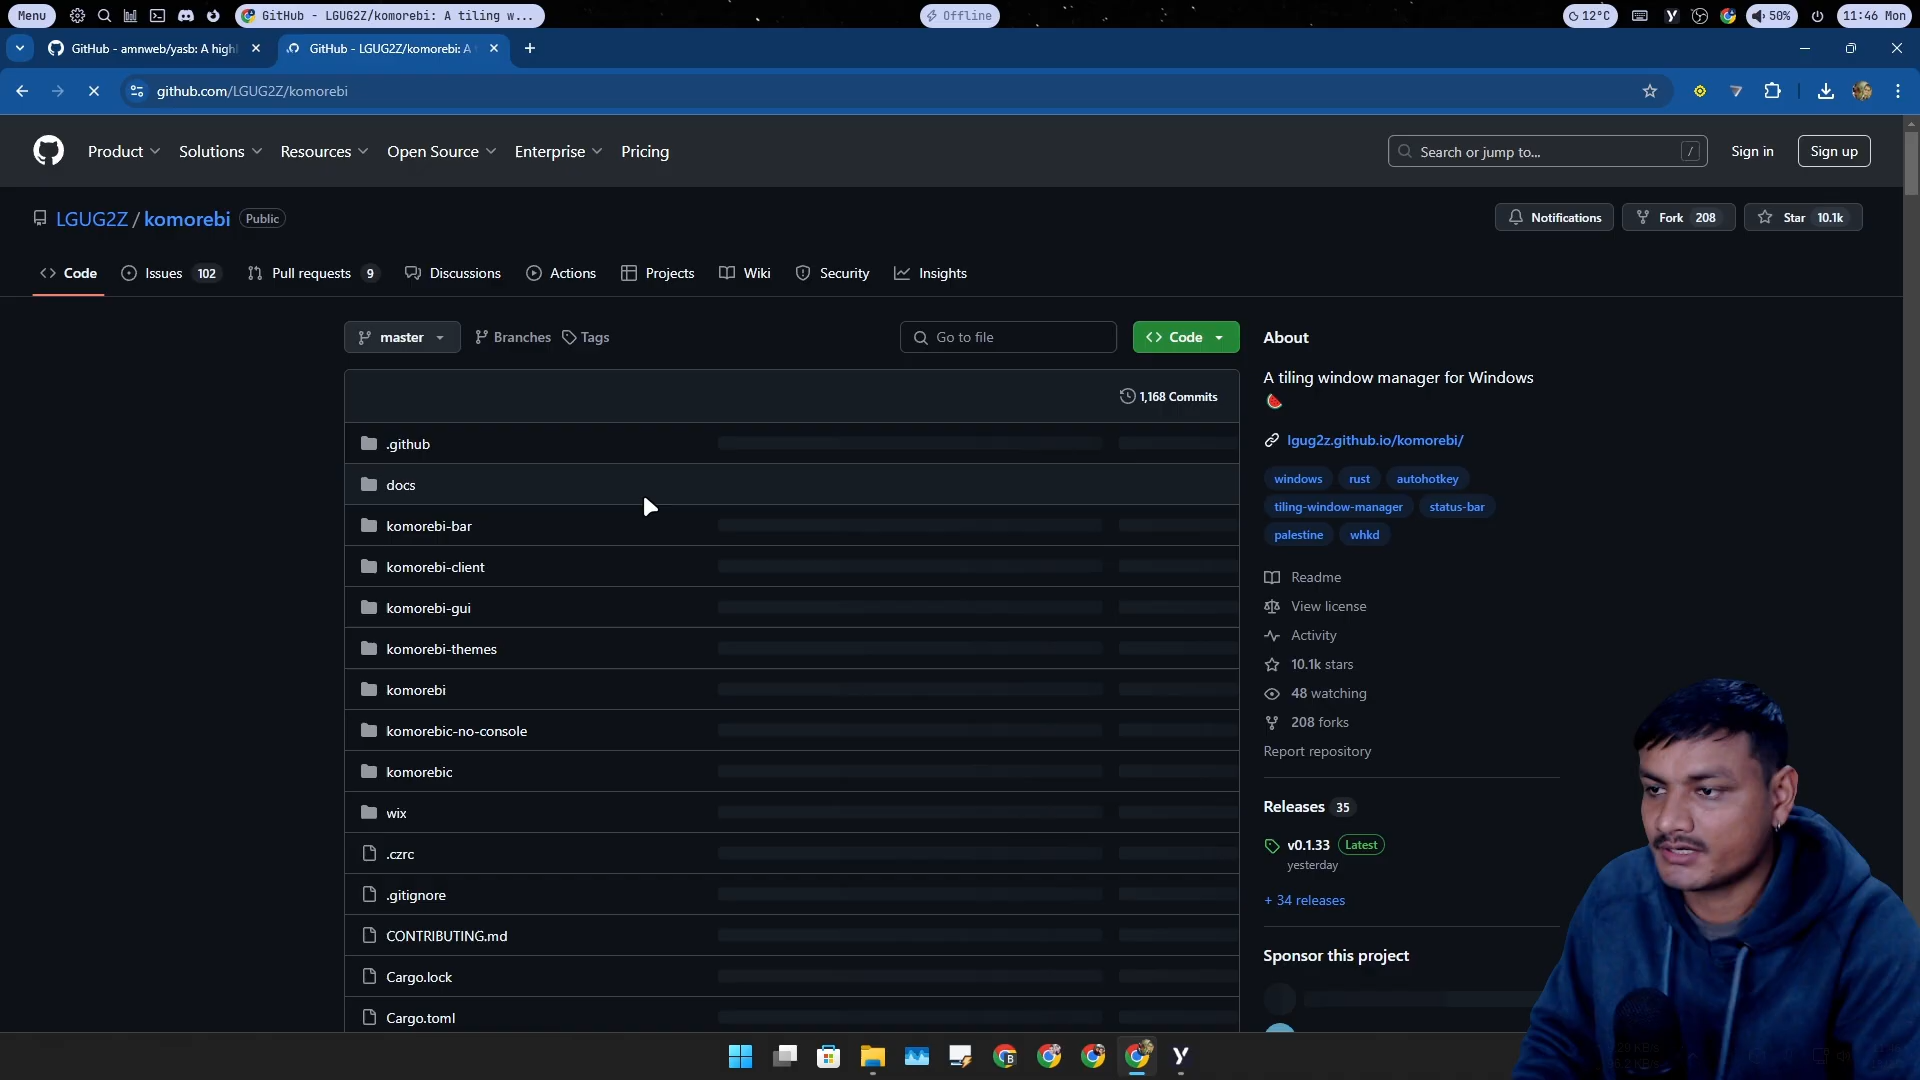 Menu
GitHub - LGUG2Z/komorebi: A tiling w...
Offline
12°C
50%
11:46 Mon
GitHub - amnweb/yasb: A highl
GitHub - LGUG2Z/komorebi: A
github.com/LGUG2Z/komorebi
Product
Solutions
Resources
Open Source
Enterprise
Pricing
Search or jump to...
/
Sign in
Sign up
LGUG2Z / komorebi
Public
Notifications
Fork 208
Star 10.1k
Code
Issues 102
Pull requests 9
Discussions
Actions
Projects
Wiki
Security
Insights
master
Branches
Tags
Go to file
Code
1,168 Commits
.github
docs
komorebi-bar
komorebi-client
komorebi-gui
komorebi-themes
komorebi
komorebic-no-console
komorebic
wix
.czrc
.gitignore
CONTRIBUTING.md
Cargo.lock
Cargo.toml
About
A tiling window manager for Windows
lgug2z.github.io/komorebi/
windows
rust
autohotkey
tiling-window-manager
status-bar
palestine
whkd
Readme
View license
Activity
10.1k stars
48 watching
208 forks
Report repository
Releases 35
v0.1.33
Latest
yesterday
+ 34 releases
Sponsor this project